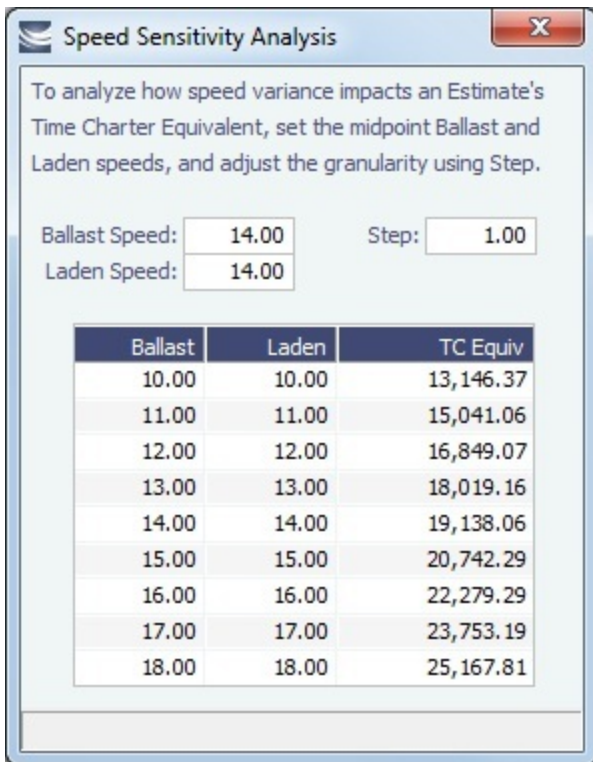 Speed Sensitivity Analysis
To analyze how speed variance impacts an Estimate's
Time Charter Equivalent, set the midpoint Ballast and
Laden speeds, and adjust the granularity using Step.
Ballast Speed: 14.00 Step: 1.00
Laden Speed: 14.00
Ballast Laden TC Equiv
10.00 10.00 13,146.37
11.00 11.00 15,041.06
12.00 12.00 16,849.07
13.00 13.00 18,019.16
14.00 14.00 19,138.06
15.00 15.00 20,742.29
16.00 16.00 22,279.29
17.00 17.00 23,753.19
18.00 18.00 25,167.81